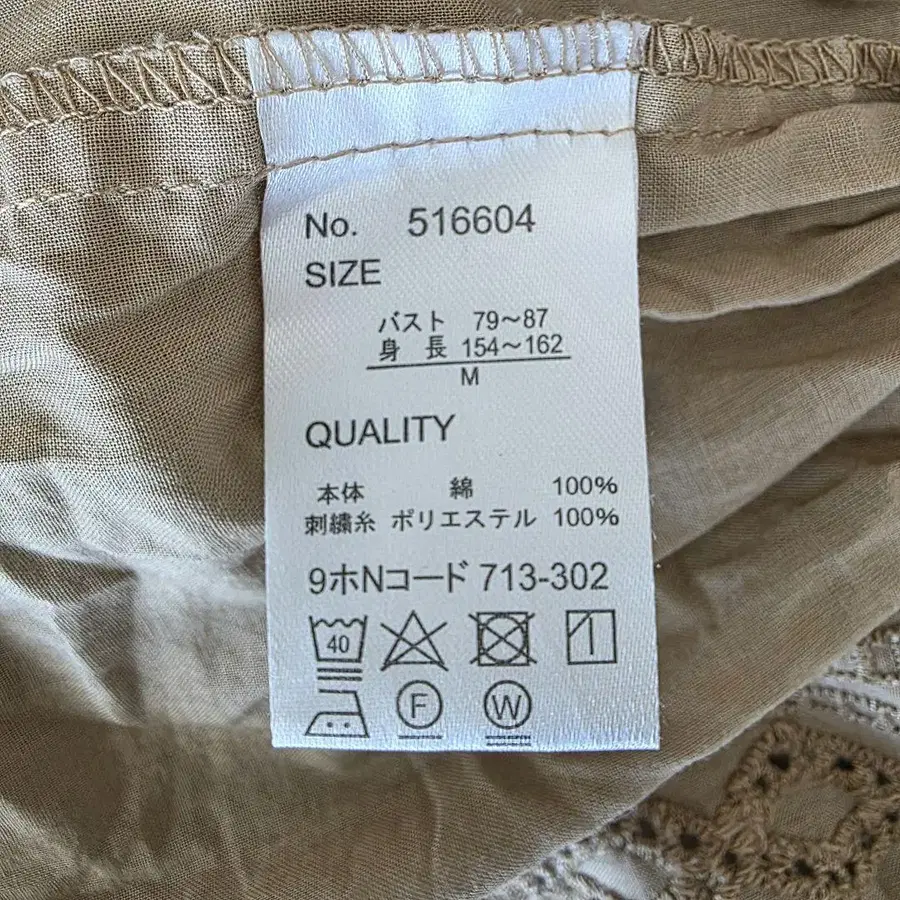 No. 516604
SIZE
バスト 79～87
身長 154～162
M
QUALITY
本体 綿 100%
刺繍糸 ポリエステル 100%
9ホNコード 713-302
40
F W